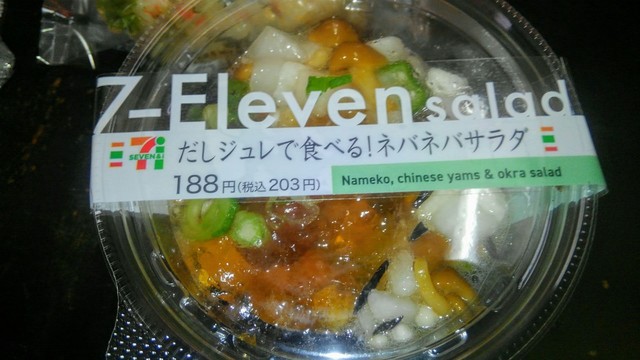 7-Eleven salad
SEVEN&i
だしジュレで食べる!ネバネバサラダ
188円(税込203円)
Nameko, chinese yams & okra salad